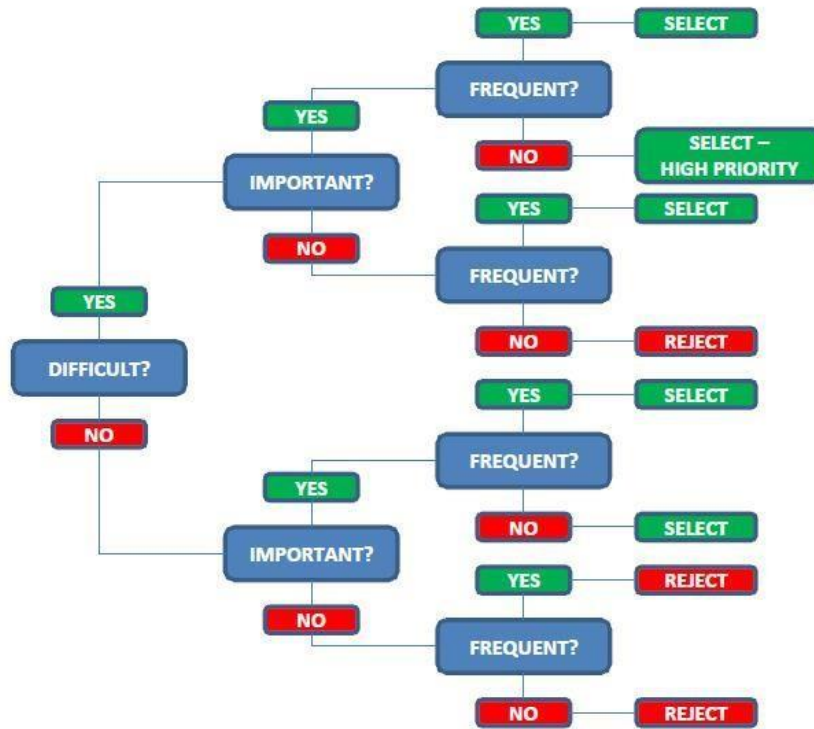 YES
SELECT
FREQUENT?
YES
NO
SELECT –
HIGH PRIORITY
IMPORTANT?
YES
SELECT
NO
FREQUENT?
YES
NO
REJECT
DIFFICULT?
YES
SELECT
NO
FREQUENT?
YES
NO
SELECT
IMPORTANT?
YES
REJECT
NO
FREQUENT?
NO
REJECT